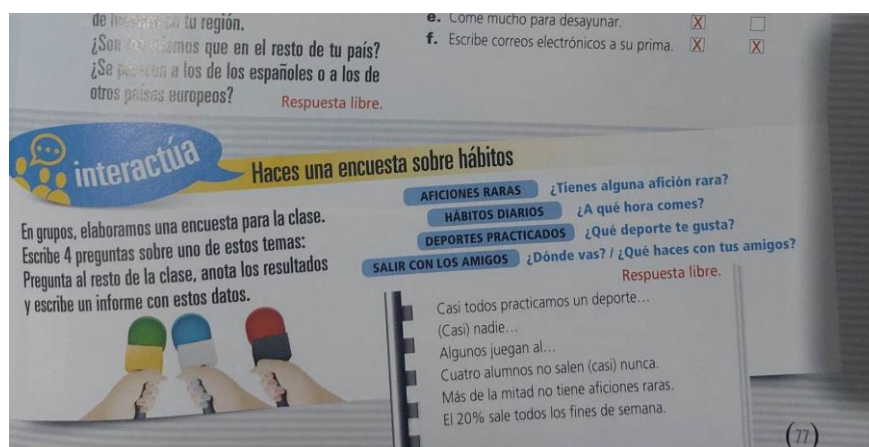 de tu región.
¿Son mismos que en el resto de tu país?
¿Se parecen a los de los españoles o a los de
otros países europeos?
Respuesta libre.
e. Come mucho para desayunar. X
f. Escribe correos electrónicos a su prima. X X
interactúa
Haces una encuesta sobre hábitos
En grupos, elaboramos una encuesta para la clase.
Escribe 4 preguntas sobre uno de estos temas:
Pregunta al resto de la clase, anota los resultados
y escribe un informe con estos datos.
AFICIONES RARAS ¿Tienes alguna afición rara?
HÁBITOS DIARIOS ¿A qué hora comes?
DEPORTES PRACTICADOS ¿Qué deporte te gusta?
SALIR CON LOS AMIGOS ¿Dónde vas? / ¿Qué haces con tus amigos?
Respuesta libre.
Casi todos practicamos un deporte...
(Casi) nadie...
Algunos juegan al...
Cuatro alumnos no salen (casi) nunca.
Más de la mitad no tiene aficiones raras.
El 20% sale todos los fines de semana.
(77)